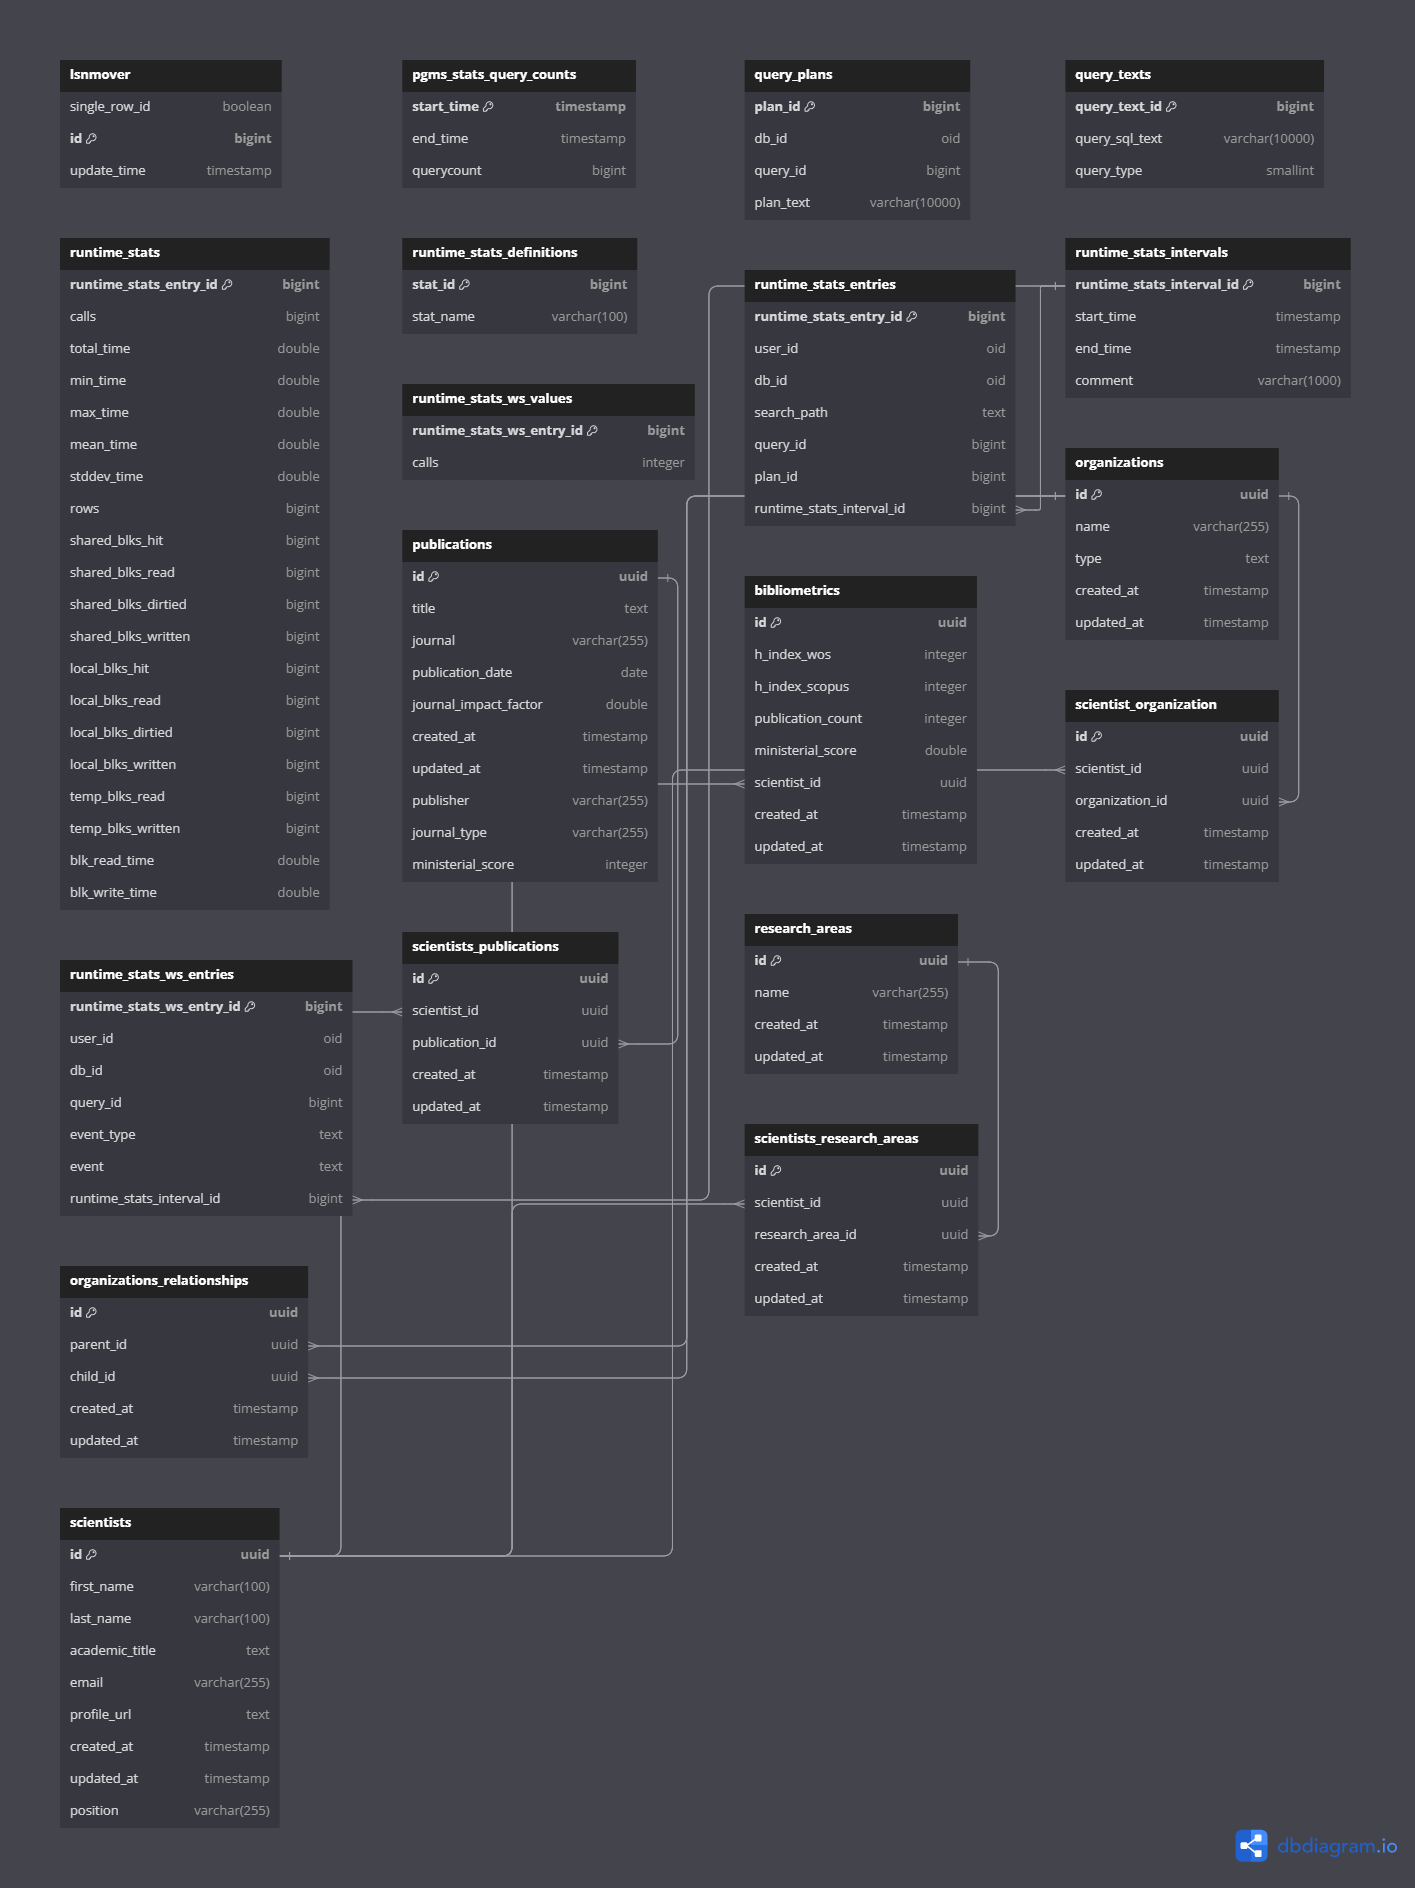 lsnmover
single_row_id boolean
id bigint
update_time timestamp
pgms_stats_query_counts
start_time timestamp
end_time timestamp
querycount bigint
query_plans
plan_id bigint
db_id oid
query_id bigint
plan_text varchar(10000)
query_texts
query_text_id bigint
query_sql_text varchar(10000)
query_type smallint
runtime_stats
runtime_stats_entry_id bigint
calls bigint
total_time double
min_time double
max_time double
mean_time double
stddev_time double
rows bigint
shared_blks_hit bigint
shared_blks_read bigint
shared_blks_dirtied bigint
shared_blks_written bigint
local_blks_hit bigint
local_blks_read bigint
local_blks_dirtied bigint
local_blks_written bigint
temp_blks_read bigint
temp_blks_written bigint
blk_read_time double
blk_write_time double
runtime_stats_definitions
stat_id bigint
stat_name varchar(100)
runtime_stats_ws_values
runtime_stats_ws_entry_id bigint
calls integer
runtime_stats_entries
runtime_stats_entry_id bigint
user_id oid
db_id oid
search_path text
query_id bigint
plan_id bigint
runtime_stats_interval_id bigint
runtime_stats_intervals
runtime_stats_interval_id bigint
start_time timestamp
end_time timestamp
comment varchar(1000)
organizations
id uuid
name varchar(255)
type text
created_at timestamp
updated_at timestamp
publications
id uuid
title text
journal varchar(255)
publication_date date
journal_impact_factor double
created_at timestamp
updated_at timestamp
publisher varchar(255)
journal_type varchar(255)
ministerial_score integer
bibliometrics
id uuid
h_index_wos integer
h_index_scopus integer
publication_count integer
ministerial_score double
scientist_id uuid
created_at timestamp
updated_at timestamp
scientist_organization
id uuid
scientist_id uuid
organization_id uuid
created_at timestamp
updated_at timestamp
runtime_stats_ws_entries
runtime_stats_ws_entry_id bigint
user_id oid
db_id oid
query_id bigint
event_type text
event text
runtime_stats_interval_id bigint
scientists_publications
id uuid
scientist_id uuid
publication_id uuid
created_at timestamp
updated_at timestamp
research_areas
id uuid
name varchar(255)
created_at timestamp
updated_at timestamp
scientists_research_areas
id uuid
scientist_id uuid
research_area_id uuid
created_at timestamp
updated_at timestamp
organizations_relationships
id uuid
parent_id uuid
child_id uuid
created_at timestamp
updated_at timestamp
scientists
id uuid
first_name varchar(100)
last_name varchar(100)
academic_title text
email varchar(255)
profile_url text
created_at timestamp
updated_at timestamp
position varchar(255)
dbdiagram.io